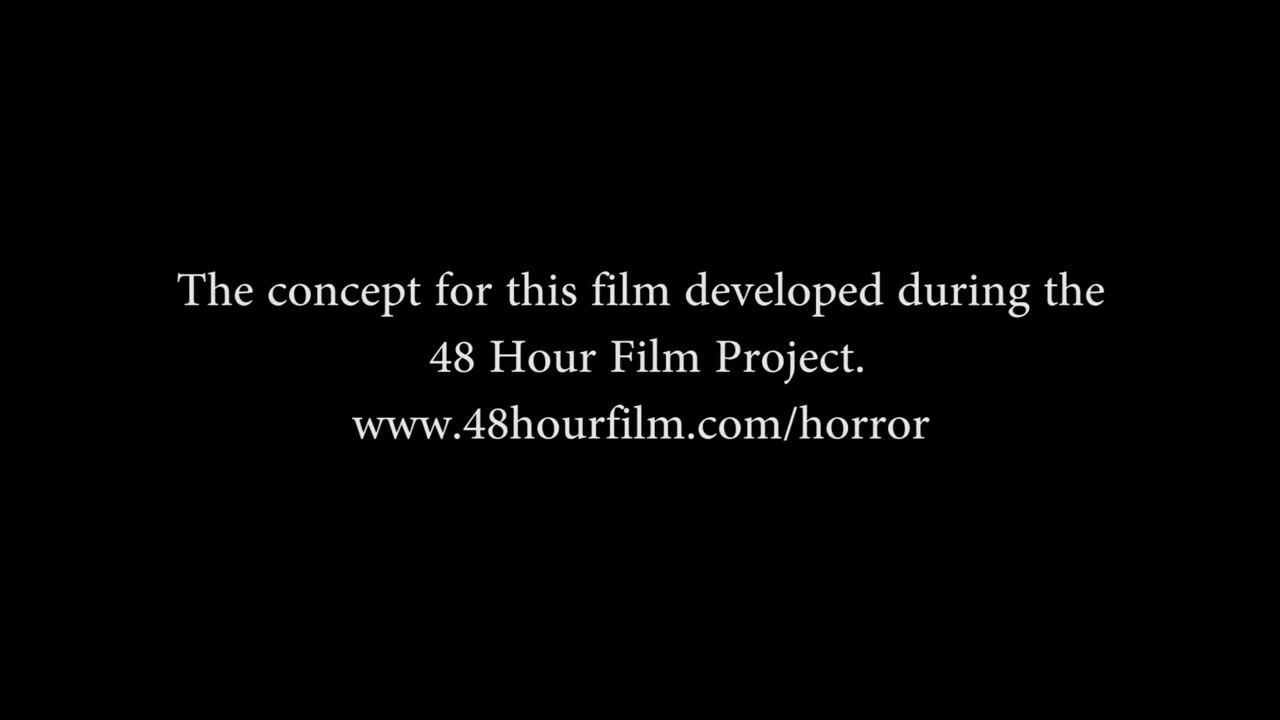 The concept for this film developed during the
48 Hour Film Project.
www.48hourfilm.com/horror